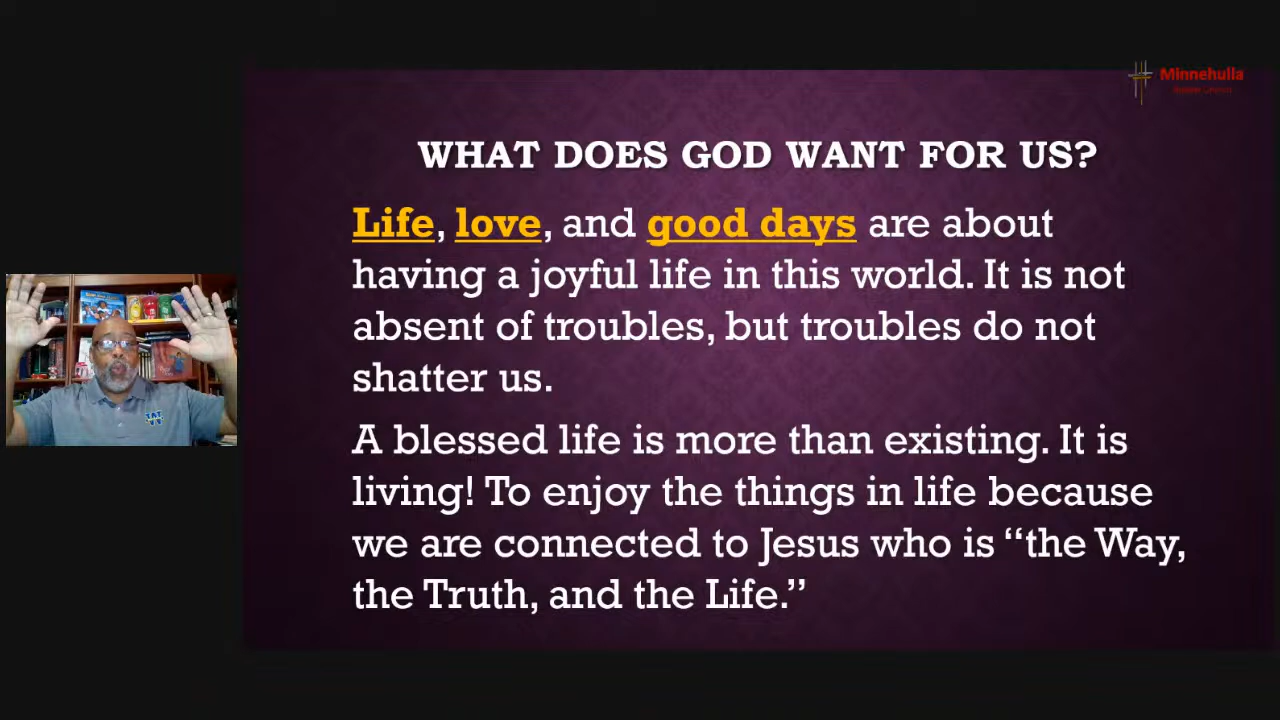 Minnehulla
Baptist Church
WHAT DOES GOD WANT FOR US?
Life, love, and good days are about
having a joyful life in this world. It is not
absent of troubles, but troubles do not
shatter us.
A blessed life is more than existing. It is
living! To enjoy the things in life because
we are connected to Jesus who is “the Way,
the Truth, and the Life.”